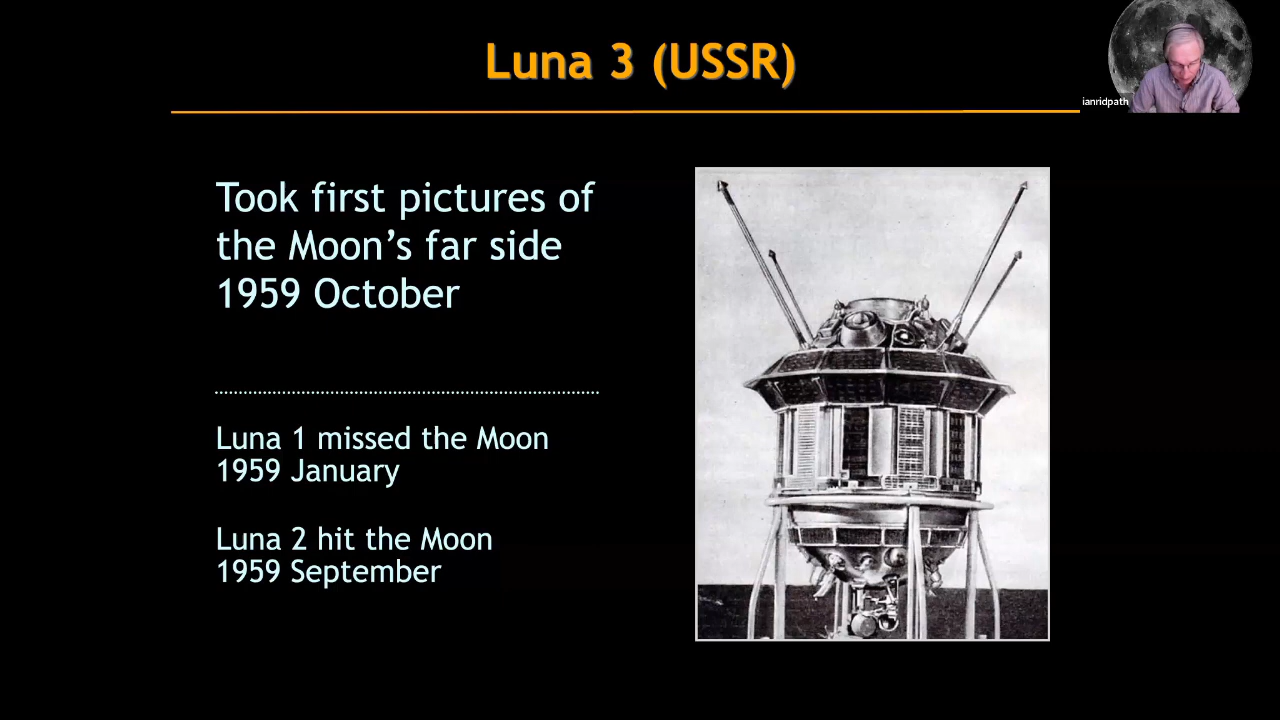 Luna 3 (USSR)
ianridpath
Took first pictures of
the Moon’s far side
1959 October
Luna 1 missed the Moon
1959 January
Luna 2 hit the Moon
1959 September